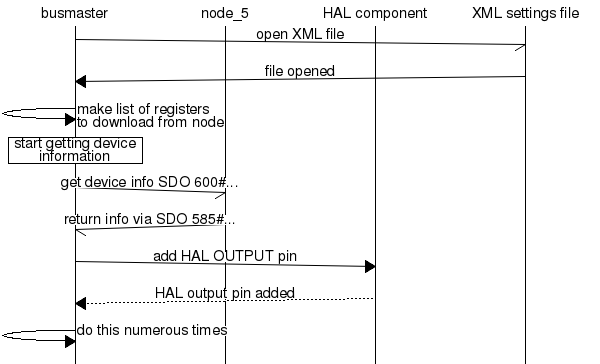 busmaster
node_5
HAL component
XML settings file
open XML file
file opened
make list of registers
to download from node
start getting device
information
get device info SDO 600#...
return info via SDO 585#...
add HAL OUTPUT pin
HAL output pin added
do this numerous times